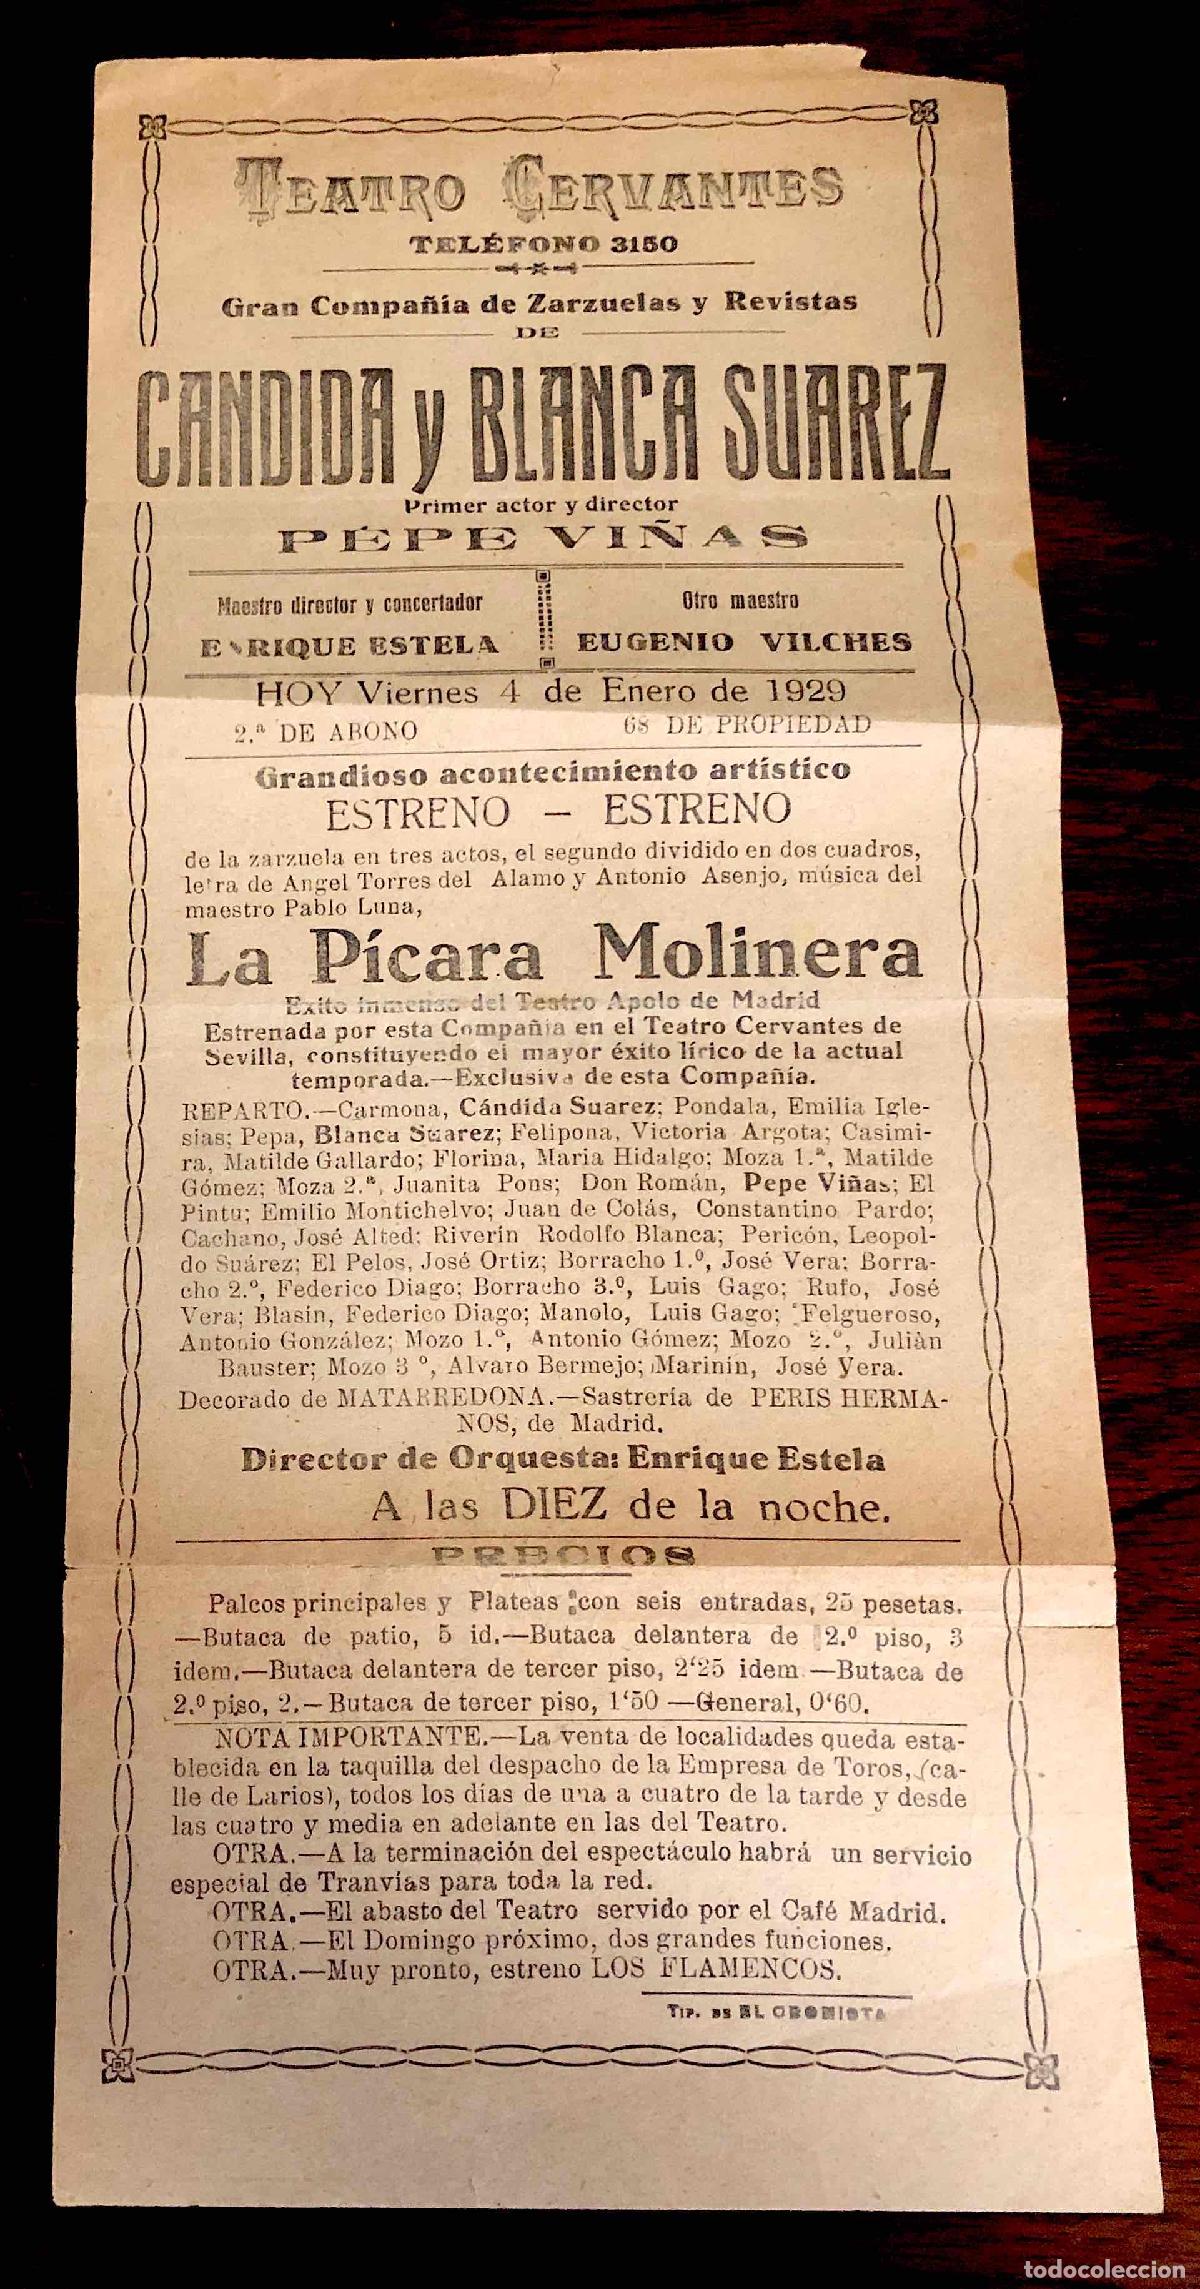 TEATRO CERVANTES
TELÉFONO 3150
Gran Compañia de Zarzuelas y Revistas
DE
CANDIDA y BLANCA SUAREZ
Primer actor y director
PEPE VIÑAS
Maestro director y concertador
ENRIQUE ESTELA
Otro maestro
EUGENIO VILCHES
HOY Viernes 4 de Enero de 1929
2.ª DE ABONO 68 DE PROPIEDAD
Grandioso acontecimiento artístico
ESTRENO – ESTRENO
de la zarzuela en tres actos, el segundo dividido en dos cuadros,
letra de Angel Torres del Alamo y Antonio Asenjo, música del
maestro Pablo Luna,
La Pícara Molinera
Exito inmenso del Teatro Apolo de Madrid
Estrenada por esta Compañia en el Teatro Cervantes de
Sevilla, constituyendo el mayor éxito lírico de la actual
temporada.—Exclusiva de esta Compañía.
REPARTO.—Carmona, Cándida Suarez; Pondala, Emilia Igle-
sias; Pepa, Blanca Suarez; Felipona, Victoria Argota; Casimi-
ra, Matilde Gallardo; Florina, Maria Hidalgo; Moza 1.ª, Matilde
Gómez; Moza 2.ª, Juanita Pons; Don Román, Pepe Viñas; El
Pintu; Emilio Montichelvo; Juan de Colás, Constantino Pardo;
Cachano, José Alted; Riverín Rodolfo Blanca; Pericón, Leopol-
do Suárez; El Pelos, José Ortiz; Borracho 1.º, José Vera; Borra-
cho 2.º, Federico Diago; Borracho 3.º, Luis Gago; Rufo, José
Vera; Blasin, Federico Diago; Manolo, Luis Gago; Felgueroso,
Antonio González; Mozo 1.º, Antonio Gómez; Mozo 2.º, Juliàn
Bauster; Mozo 3 º, Alvaro Bermejo; Marinin, José Vera.
Decorado de MATARREDONA.—Sastrería de PERIS HERMA-
NOS, de Madrid.
Director de Orquesta: Enrique Estela
A las DIEZ de la noche.
PRECIOS
Palcos principales y Plateas con seis entradas, 25 pesetas.
—Butaca de patio, 5 id.—Butaca delantera de 2.º piso, 3
idem.—Butaca delantera de tercer piso, 2'25 idem —Butaca de
2.º piso, 2.—Butaca de tercer piso, 1'50 —General, 0'60.
NOTA IMPORTANTE.—La venta de localidades queda esta-
blecida en la taquilla del despacho de la Empresa de Toros, (ca-
lle de Larios), todos los días de una a cuatro de la tarde y desde
las cuatro y media en adelante en las del Teatro.
OTRA.—A la terminación del espectáculo habrá un servicio
especial de Tranvías para toda la red.
OTRA.—El abasto del Teatro servido por el Café Madrid.
OTRA.—El Domingo próximo, dos grandes funciones.
OTRA.—Muy pronto, estreno LOS FLAMENCOS.
TIP. DE EL CRONISTA
todocoleccion